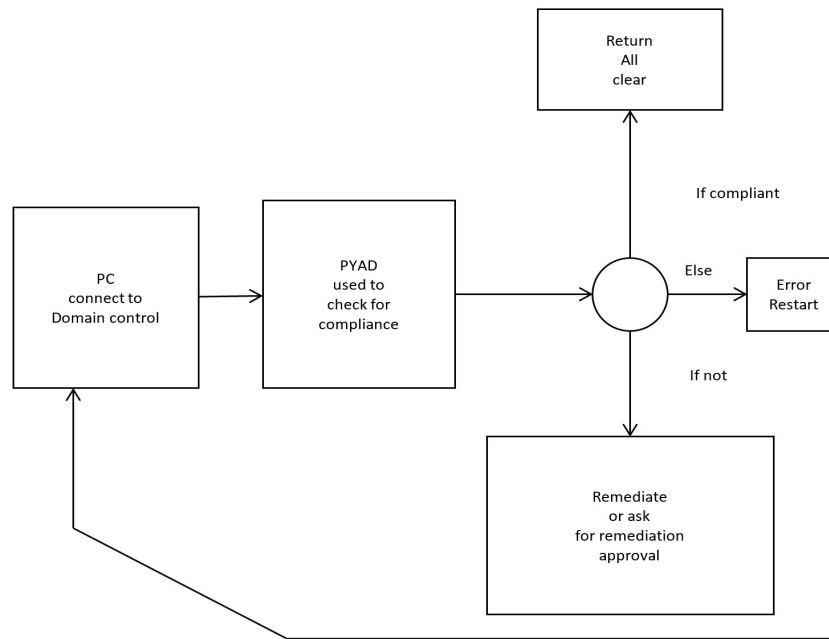 Return
All
clear
If compliant
PC
connect to
Domain control
PYAD
used to
check for
compliance
Else
Error
Restart
If not
Remediate
or ask
for remediation
approval